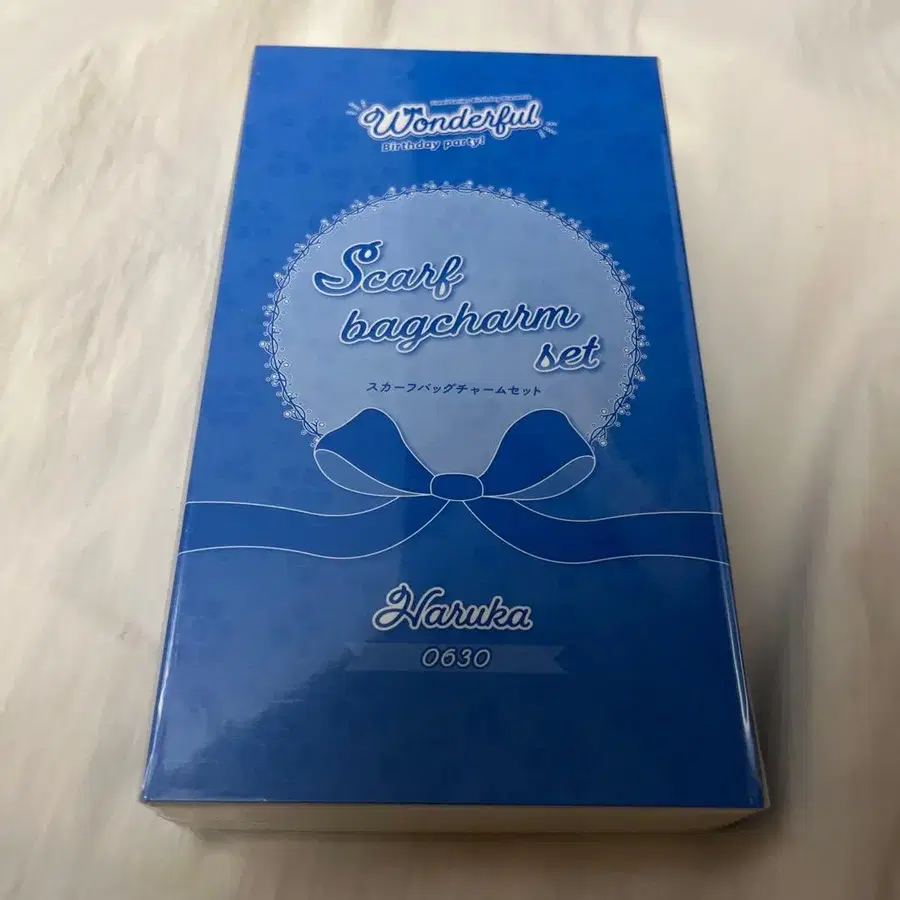 Wonderful
Birthday party!
Scarf
bagcharm
set
スカーフバッグチャームセット
Haruka
0630